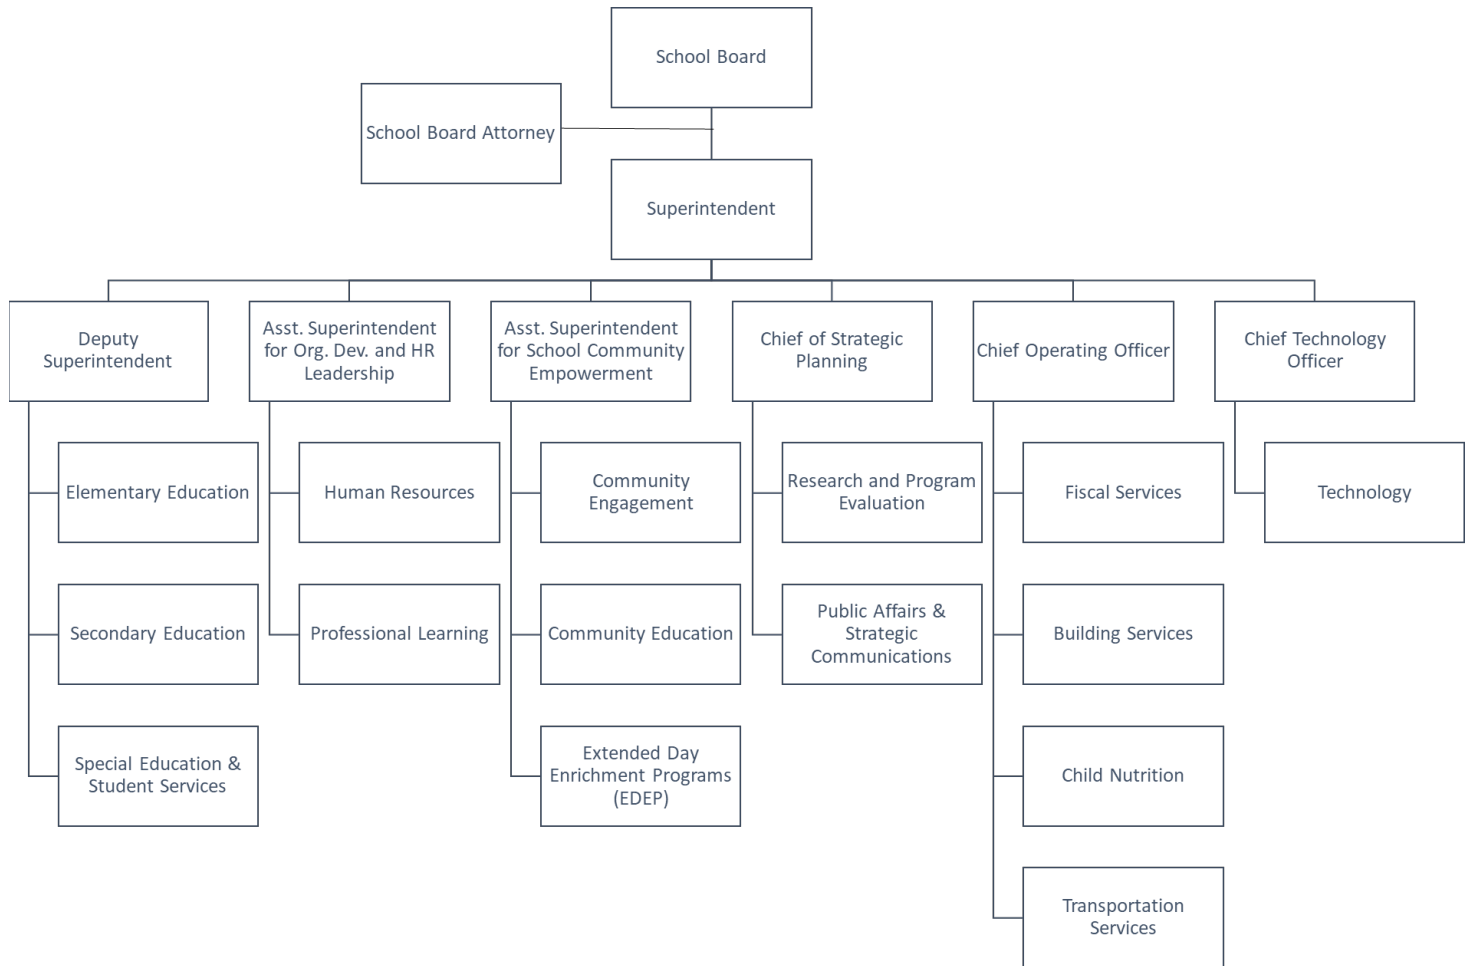 School Board
School Board Attorney
Superintendent
Deputy
Superintendent
Asst. Superintendent
for Org. Dev. and HR
Leadership
Asst. Superintendent
for School Community
Empowerment
Chief of Strategic
Planning
Chief Operating Officer
Chief Technology
Officer
Elementary Education
Human Resources
Community
Engagement
Research and Program
Evaluation
Fiscal Services
Technology
Secondary Education
Professional Learning
Community Education
Public Affairs &
Strategic
Communications
Building Services
Special Education &
Student Services
Extended Day
Enrichment Programs
(EDEP)
Child Nutrition
Transportation
Services